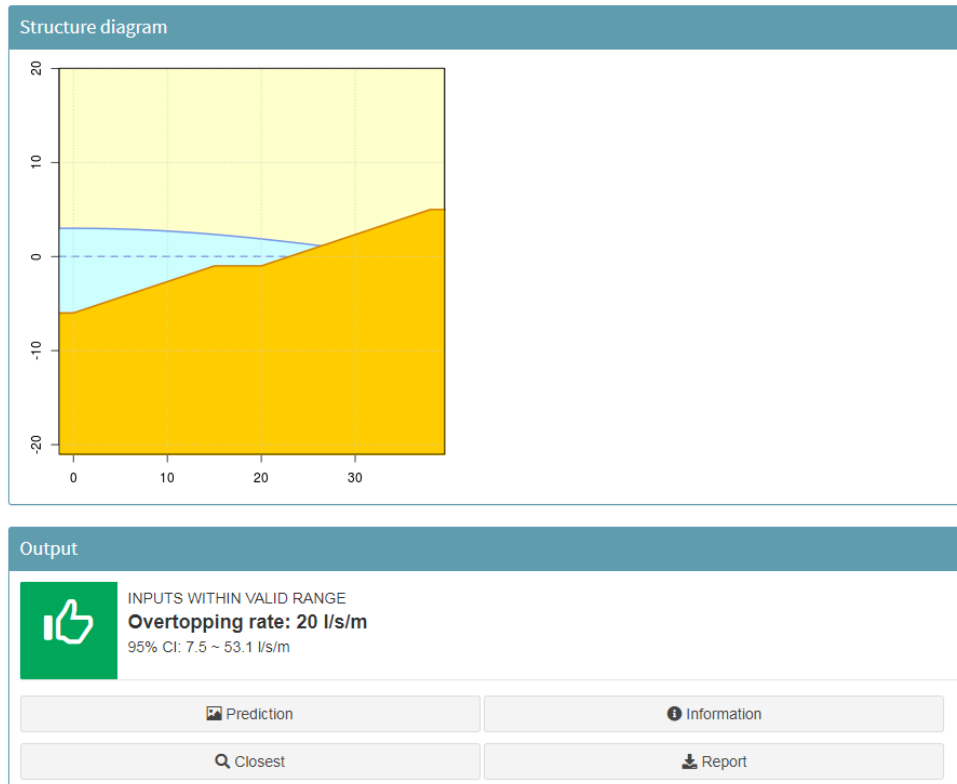 Structure diagram
20
10
0
-10
-20
0 10 20 30
Output
INPUTS WITHIN VALID RANGE
Overtopping rate: 20 l/s/m
95% CI: 7.5 ~ 53.1 l/s/m
Prediction Information
Closest Report